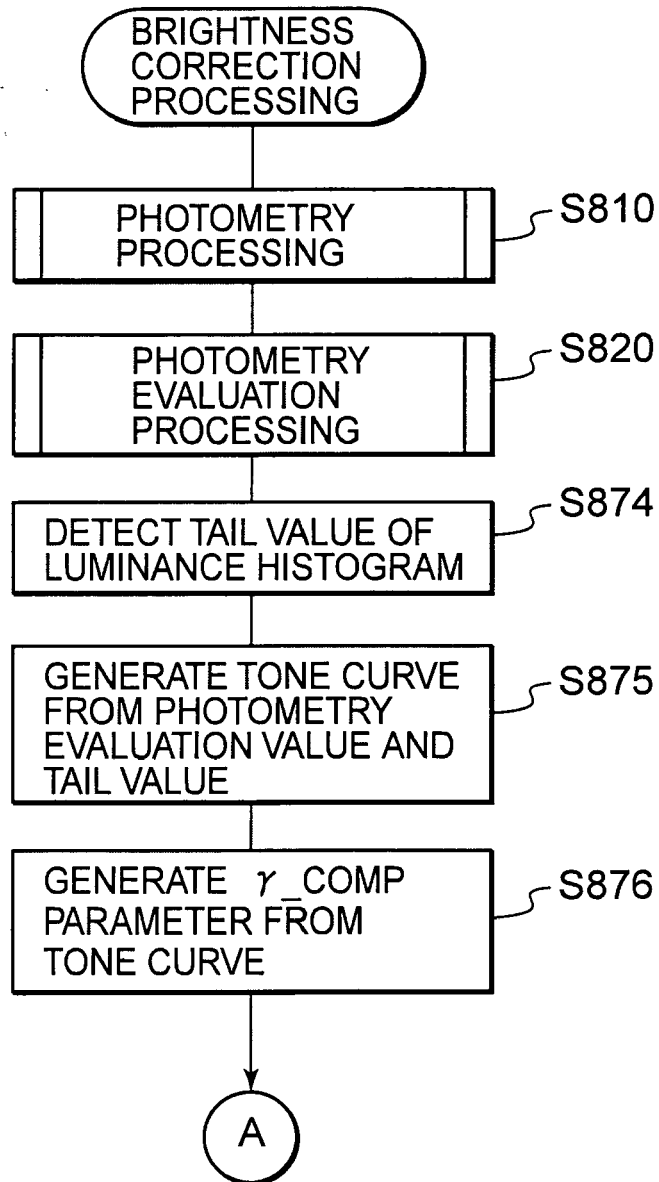 BRIGHTNESS
CORRECTION
PROCESSING
PHOTOMETRY
PROCESSING
S810
PHOTOMETRY
EVALUATION
PROCESSING
S820
DETECT TAIL VALUE OF
LUMINANCE HISTOGRAM
S874
GENERATE TONE CURVE
FROM PHOTOMETRY
EVALUATION VALUE AND
TAIL VALUE
S875
GENERATE γ_COMP
PARAMETER FROM
TONE CURVE
S876
A